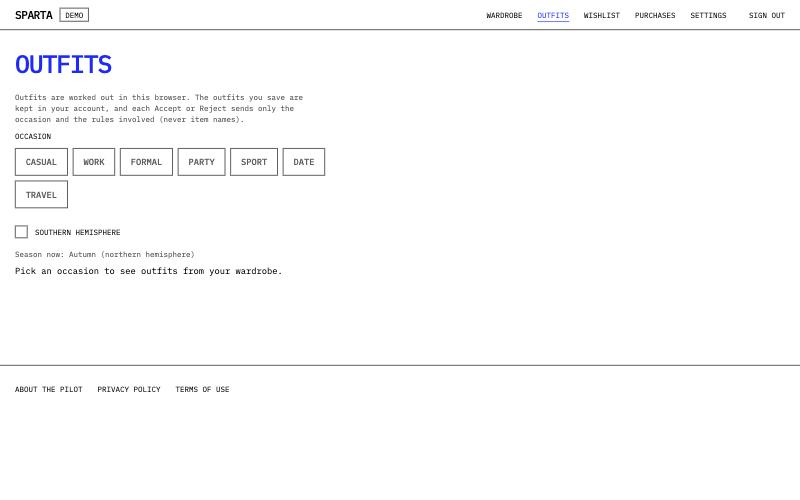 SPARTA DEMO WARDROBE OUTFITS WISHLIST PURCHASES SETTINGS SIGN OUT
OUTFITS
Outfits are worked out in this browser. The outfits you save are
kept in your account, and each Accept or Reject sends only the
occasion and the rules involved (never item names).
OCCASION
CASUAL WORK FORMAL PARTY SPORT DATE
TRAVEL
SOUTHERN HEMISPHERE
Season now: Autumn (northern hemisphere)
Pick an occasion to see outfits from your wardrobe.
ABOUT THE PILOT PRIVACY POLICY TERMS OF USE